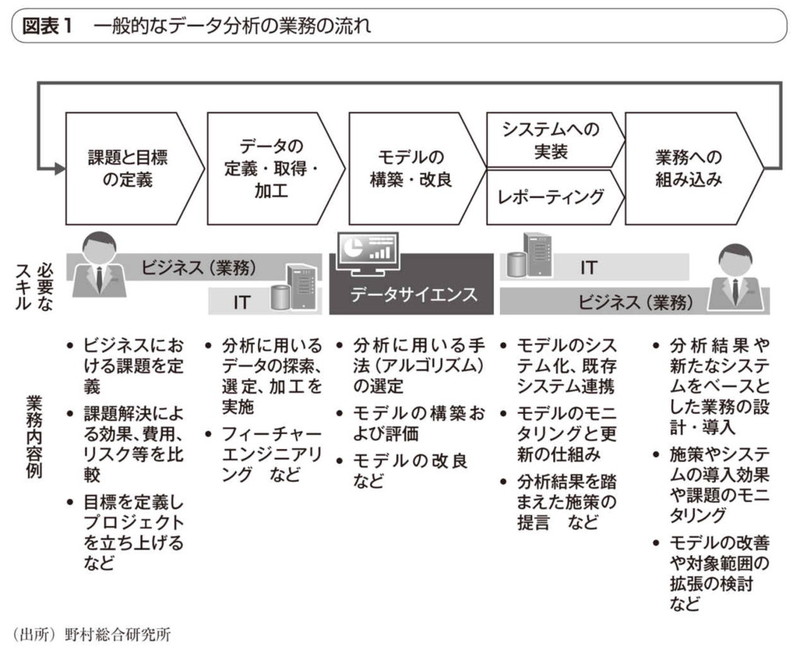 図表1 一般的なデータ分析の業務の流れ
課題と目標
の定義
データの
定義・取得・
加工
モデルの
構築・改良
システムへの
実装
レポーティング
業務への
組み込み
必要な
スキル
ビジネス（業務）
IT
データサイエンス
IT
ビジネス（業務）
業務内容例
• ビジネスにお
ける課題を定
義
• 課題解決によ
る効果、費用、
リスク等を比
較
• 目標を定義し
プロジェクト
を立ち上げる
など
• 分析に用いる
データの探索、
選定、加工を
実施
• フィーチャー
エンジニアリ
ング など
• 分析に用いる手
法（アルゴリズム）
の選定
• モデルの構築お
よび評価
• モデルの改良
など
• モデルのシス
テム化、既存
システム連携
• モデルのモニ
タリングと更
新の仕組み
• 分析結果を踏
まえた施策の
提言 など
• 分析結果や
新たなシステ
ムをベースと
した業務の設
計・導入
• 施策やシステ
ムの導入効果
や課題のモニ
タリング
• モデルの改善
や対象範囲の
拡張の検討
など
（出所）野村総合研究所